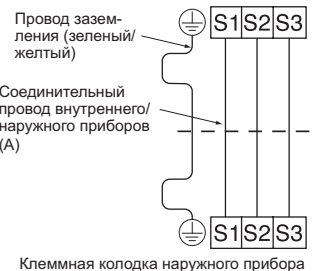 Провод зазем-
ления (зеленый/
желтый)
S1 S2 S3
Соединительный
провод внутреннего/
наружного приборов
(A)
S1 S2 S3
Клеммная колодка наружного прибора